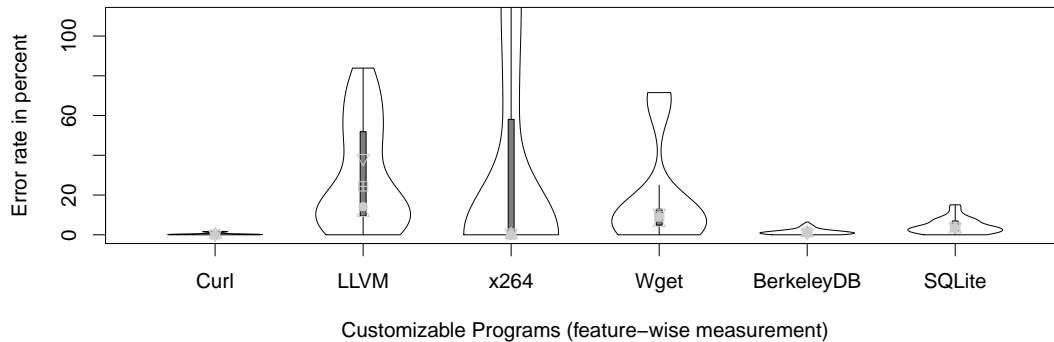 Error rate in percent
100
60
20
0
Curl LLVM x264 Wget BerkeleyDB SQLite
Customizable Programs (feature−wise measurement)